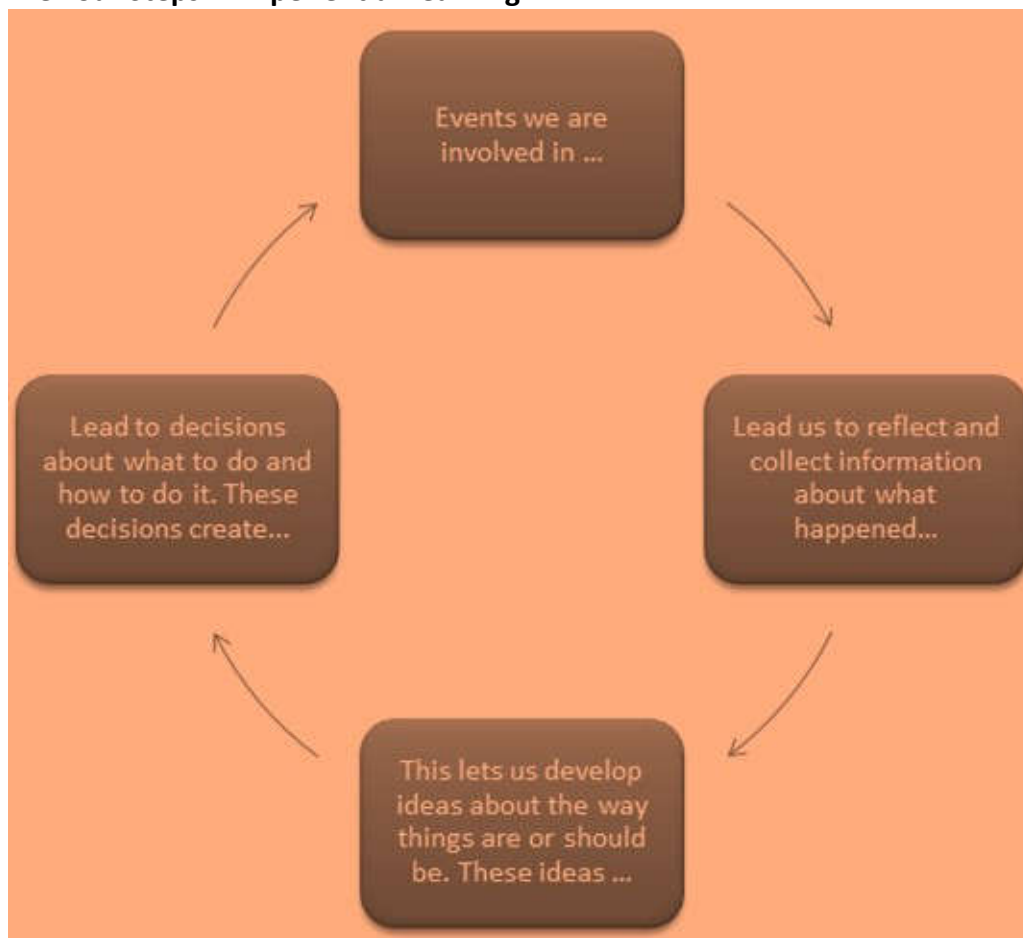 Events we are
involved in ...
Lead us to reflect and
collect information
about what
happened...
This lets us develop
ideas about the way
things are or should
be. These ideas ...
Lead to decisions
about what to do and
how to do it. These
decisions create...